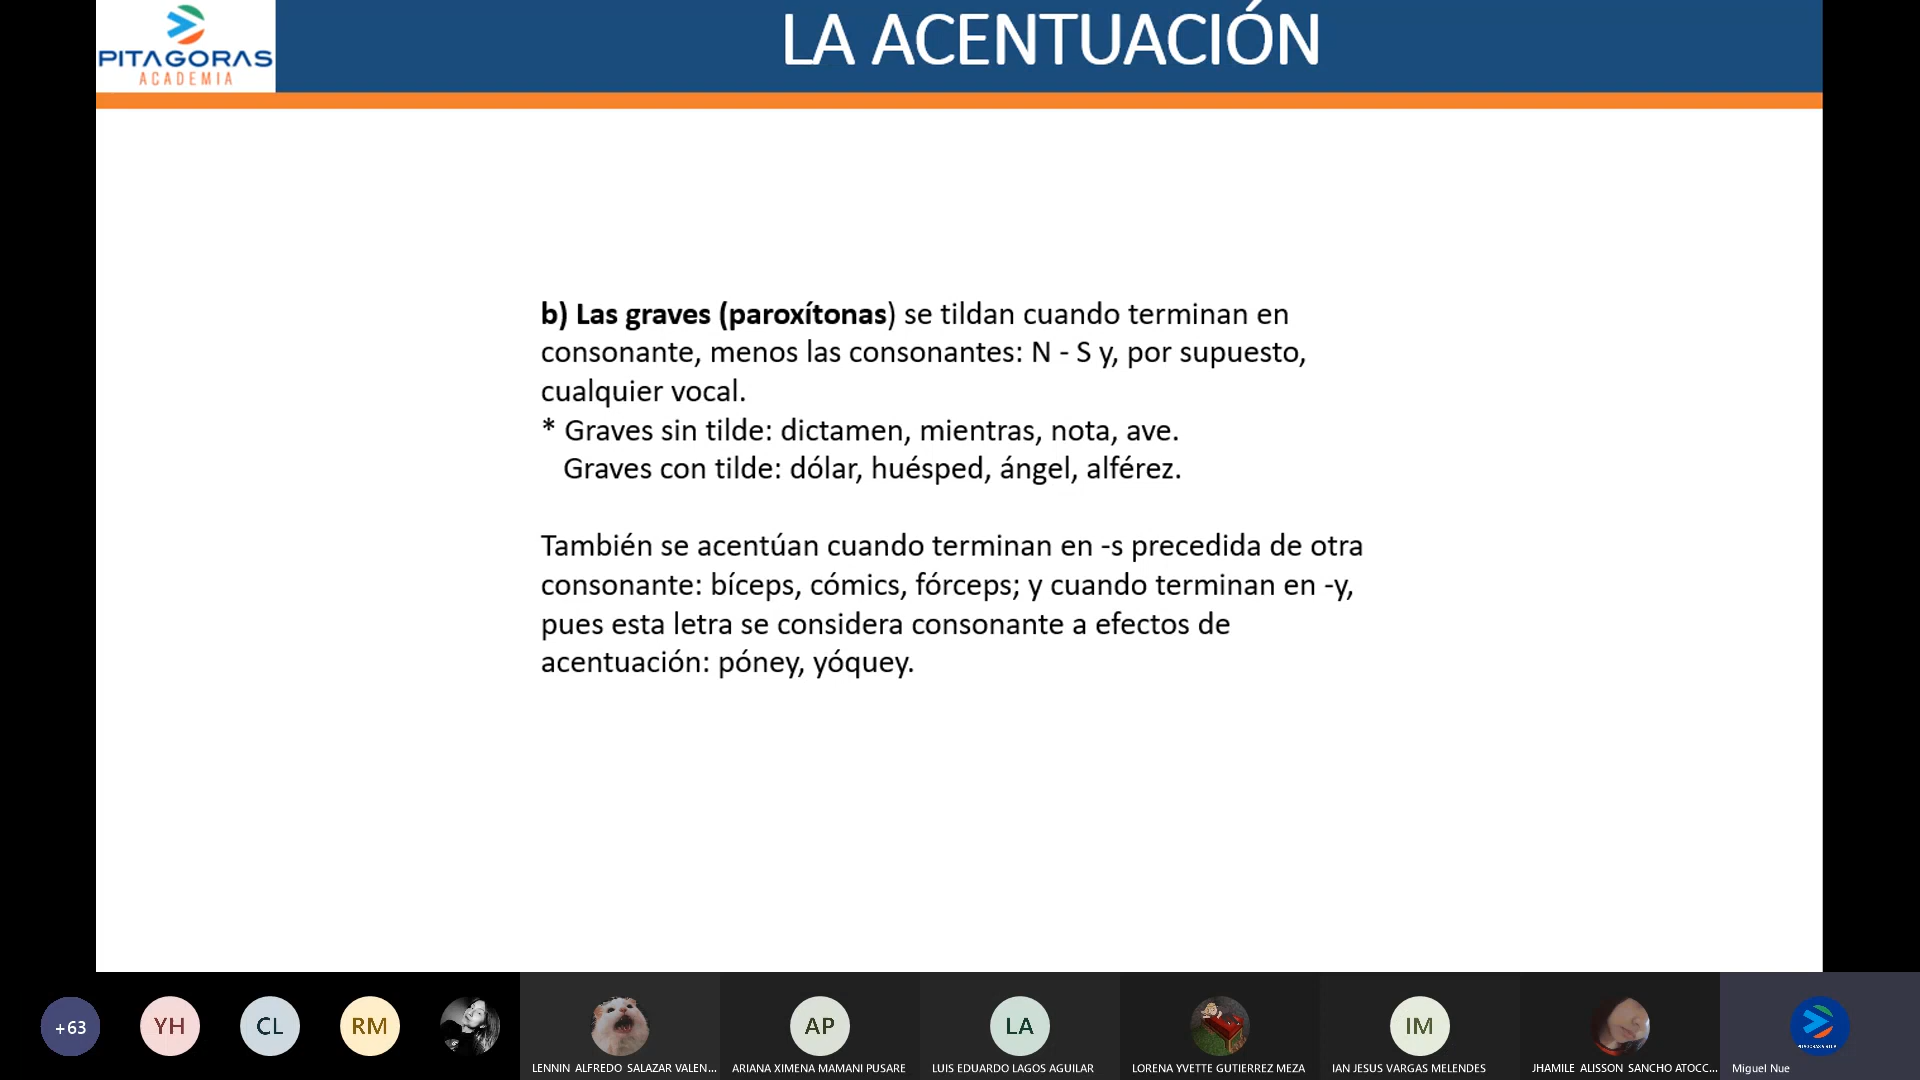 PITAGORAS
ACADEMIA
LA ACENTUACIÓN
b) Las graves (paroxítonas) se tildan cuando terminan en
consonante, menos las consonantes: N - S y, por supuesto,
cualquier vocal.
* Graves sin tilde: dictamen, mientras, nota, ave.
Graves con tilde: dólar, huésped, ángel, alférez.
También se acentúan cuando terminan en -s precedida de otra
consonante: bíceps, cómics, fórceps; y cuando terminan en -y,
pues esta letra se considera consonante a efectos de
acentuación: póney, yóquey.
+63
YH
CL
RM
AP
LA
IM
LENNIN ALFREDO SALAZAR VALEN...
ARIANA XIMENA MAMANI PUSARE
LUIS EDUARDO LAGOS AGUILAR
LORENA YVETTE GUTIERREZ MEZA
IAN JESUS VARGAS MELENDES
JHAMILE ALISSON SANCHO ATOCC...
Miguel Nue